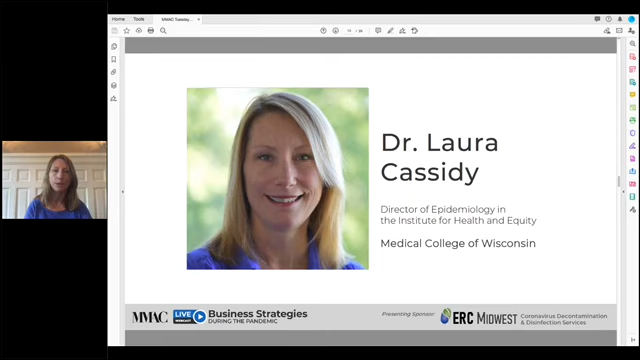 Home
Tools
MMAC Tuesday...
Dr. Laura
Cassidy
Director of Epidemiology in
the Institute for Health and Equity
Medical College of Wisconsin
MMAC
LIVE
WEBCAST
Business Strategies
DURING THE PANDEMIC
Presenting Sponsor:
ERC MIDWEST
Coronavirus Decontamination
& Disinfection Services